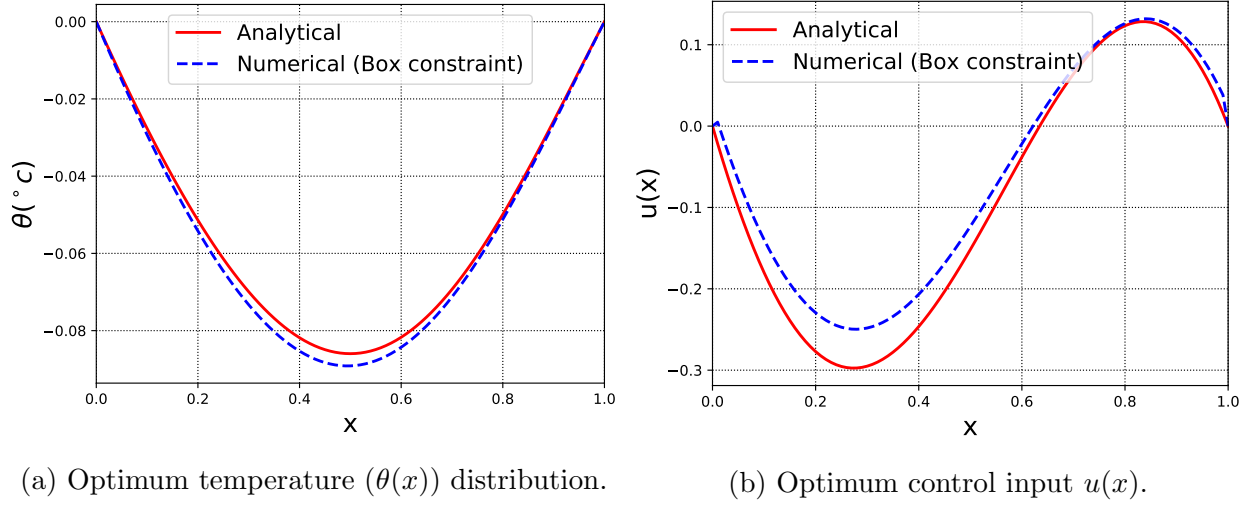 0.00
−0.02
−0.04
−0.06
−0.08
θ(°c)
Analytical
Numerical (Box constraint)
0.0 0.2 0.4 0.6 0.8 1.0
x
(a) Optimum temperature (θ(x)) distribution.
0.1
0.0
−0.1
−0.2
−0.3
u(x)
Analytical
Numerical (Box constraint)
0.0 0.2 0.4 0.6 0.8 1.0
x
(b) Optimum control input u(x).